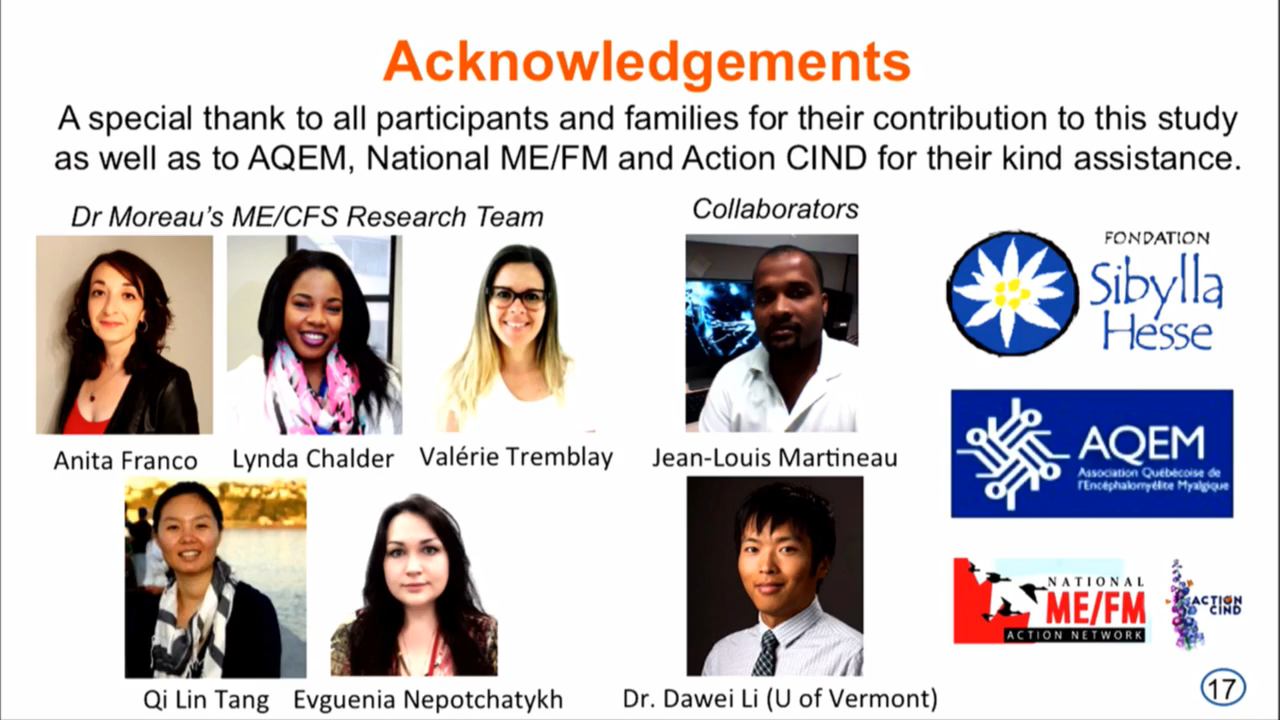 Acknowledgements
A special thank to all participants and families for their contribution to this study
as well as to AQEM, National ME/FM and Action CIND for their kind assistance.
Dr Moreau's ME/CFS Research Team
Collaborators
Anita Franco
Lynda Chalder
Valérie Tremblay
Jean-Louis Martineau
Qi Lin Tang
Evguenia Nepotchatykh
Dr. Dawei Li (U of Vermont)
FONDATION
Sibylla
Hesse
AQEM
Association Québécoise de
l'Encéphalomyélite Myalgique
NATIONAL
ME/FM
ACTION NETWORK
ACTION
CIND
17